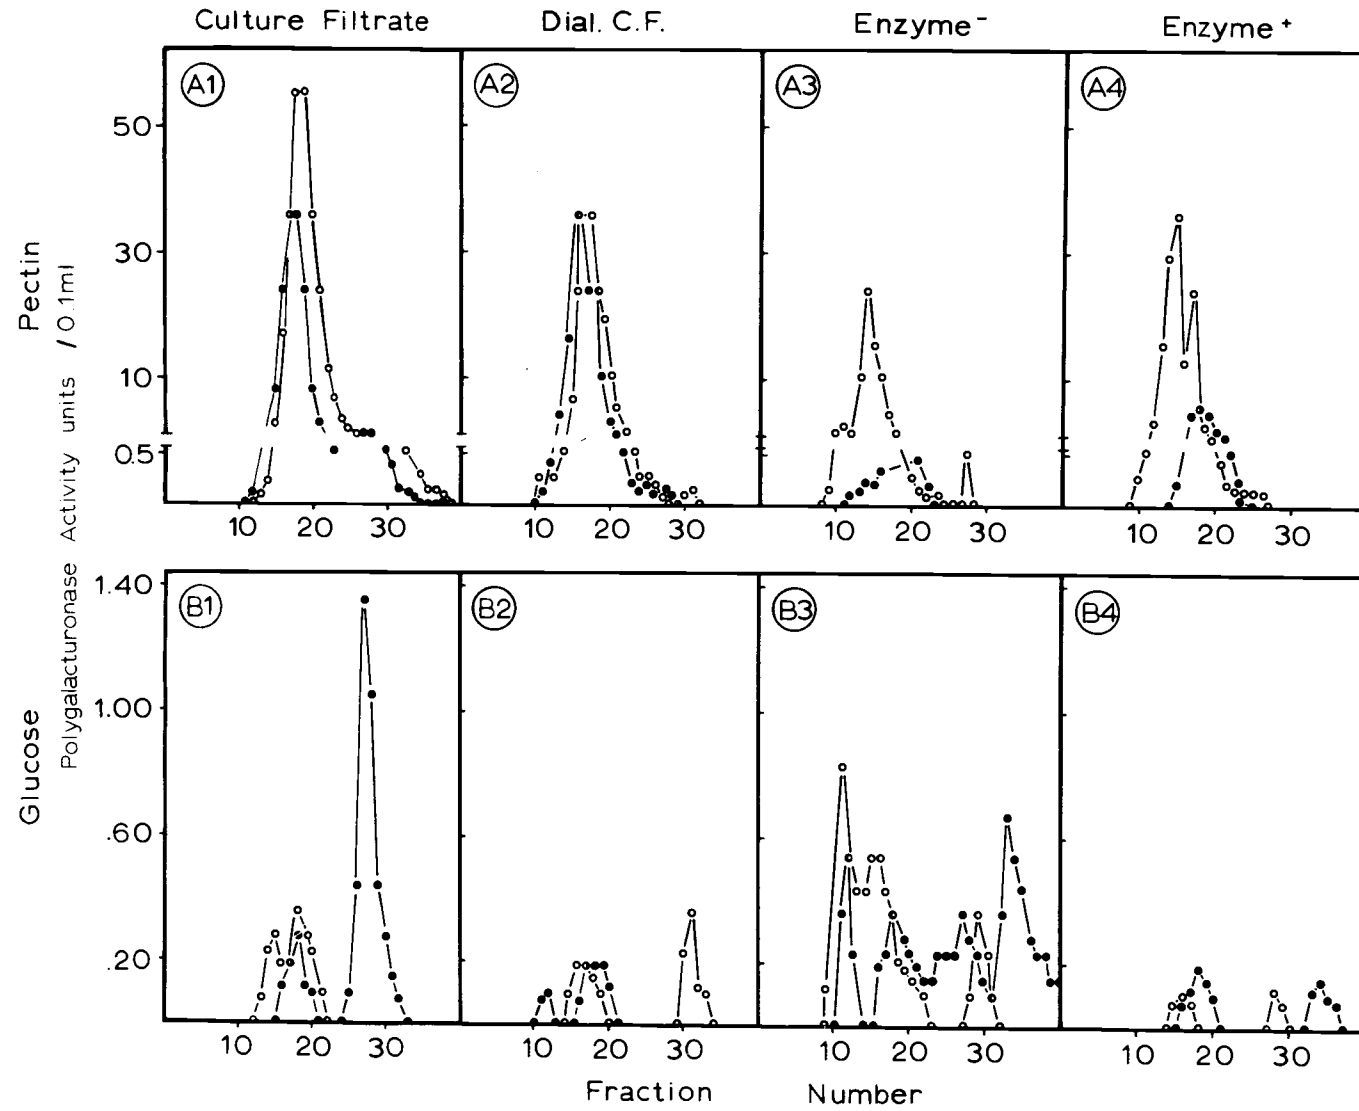 Culture Filtrate Dial. C.F. Enzyme⁻ Enzyme⁺
A1 A2 A3 A4
Pectin
Glucose
Polygalacturonase Activity units / 0.1ml
50
30
10
0.5
10 20 30 10 20 30 10 20 30 10 20 30
B1 B2 B3 B4
1.40
1.00
.60
.20
10 20 30 10 20 30 10 20 30 10 20 30
Fraction Number